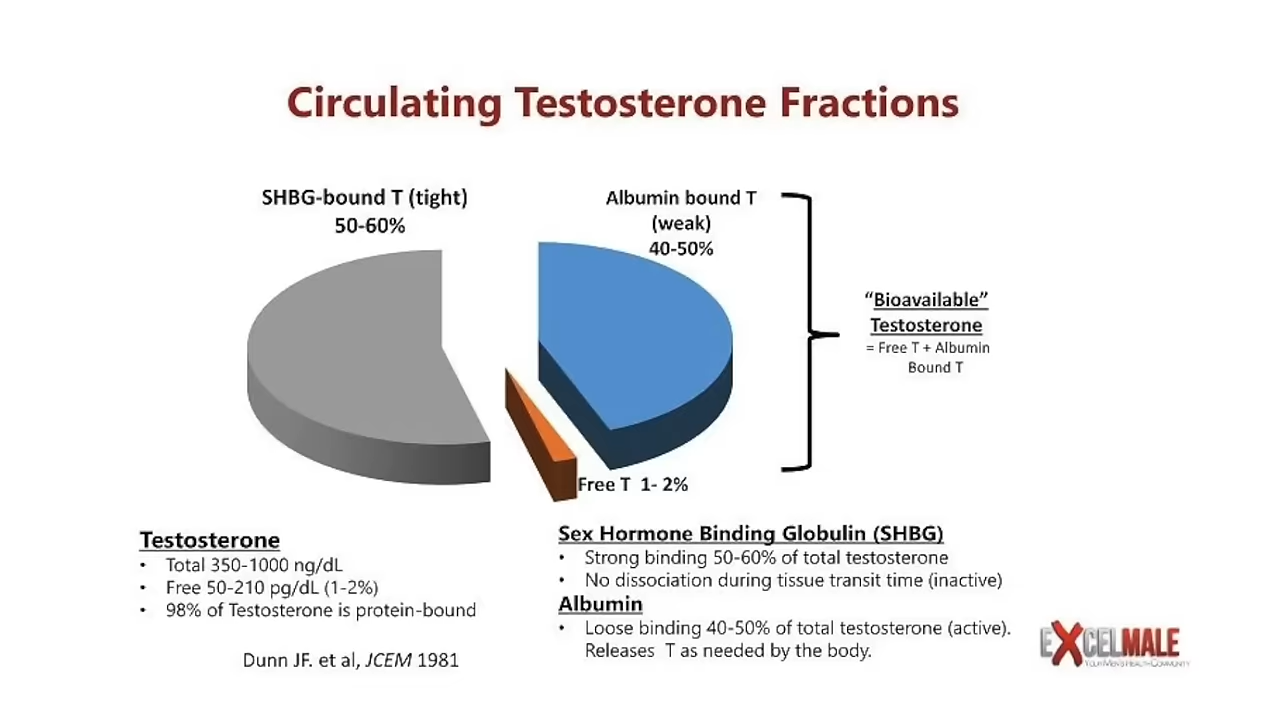 Circulating Testosterone Fractions
SHBG-bound T (tight)
50-60%
Albumin bound T
(weak)
40-50%
Free T 1- 2%
“Bioavailable”
Testosterone
= Free T + Albumin
Bound T
Testosterone
• Total 350-1000 ng/dL
• Free 50-210 pg/dL (1-2%)
• 98% of Testosterone is protein-bound
Dunn JF. et al, JCEM 1981
Sex Hormone Binding Globulin (SHBG)
• Strong binding 50-60% of total testosterone
• No dissociation during tissue transit time (inactive)
Albumin
• Loose binding 40-50% of total testosterone (active).
Releases T as needed by the body.
EXCELMALE
YOUR MEN'S HEALTH COMMUNITY